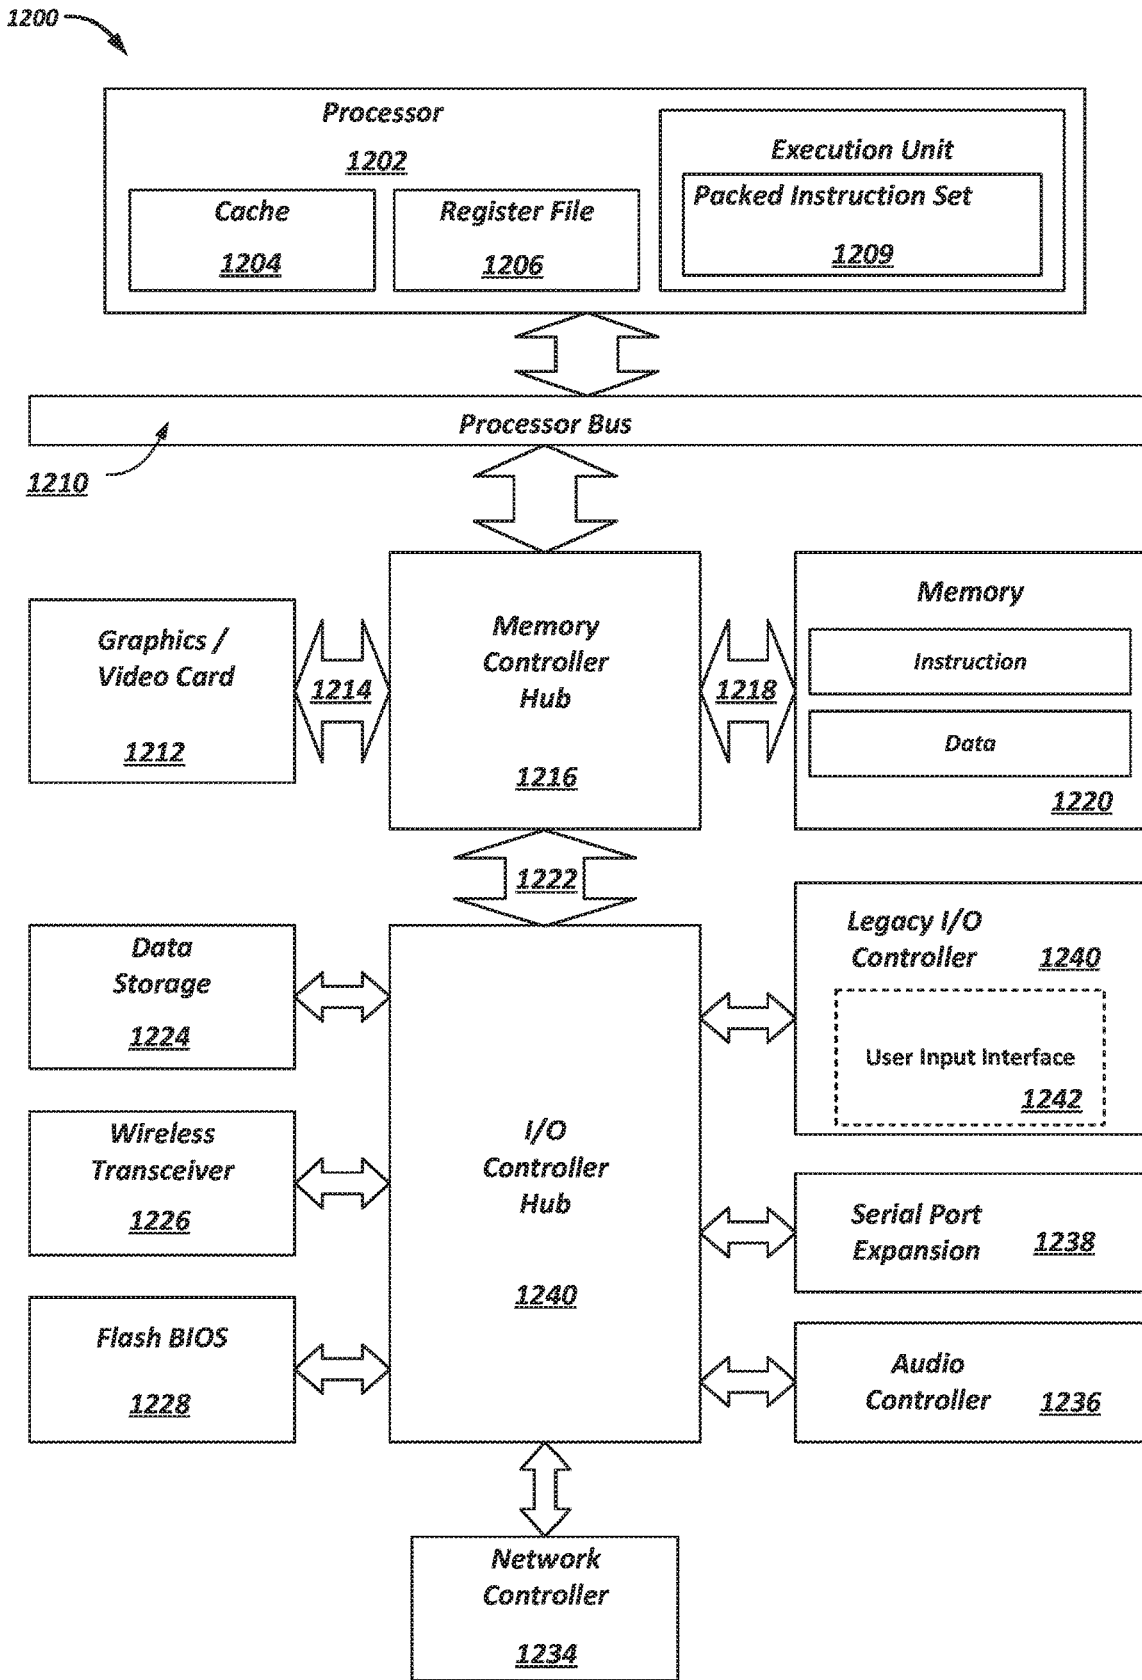 1200
Processor
1202
Execution Unit
Cache
1204
Register File
1206
Packed Instruction Set
1209
Processor Bus
1210
Graphics /
Video Card
1212
1214
Memory
Controller
Hub
1216
1218
Memory
Instruction
Data
1220
1222
Data
Storage
1224
Wireless
Transceiver
1226
Flash BIOS
1228
I/O
Controller
Hub
1240
Legacy I/O
Controller
1240
User Input Interface
1242
Serial Port
Expansion
1238
Audio
Controller
1236
Network
Controller
1234